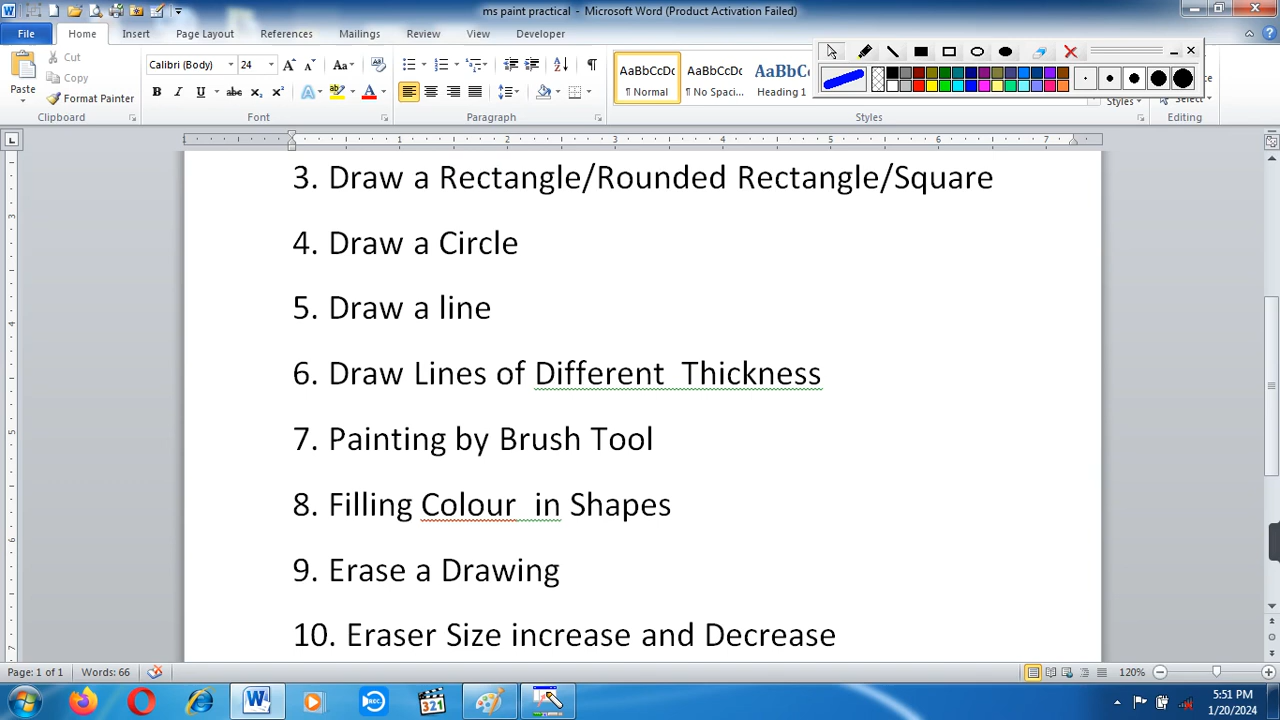 ms paint practical - Microsoft Word (Product Activation Failed)
File Home Insert Page Layout References Mailings Review View Developer
Cut
Copy
Format Painter
Paste
Clipboard
Calibri (Body) 24
Font
Paragraph
AaBbCcDc AaBbCcDc AaBbC
¶ Normal ¶ No Spaci... Heading 1
Styles
Styles
Select
Editing
3. Draw a Rectangle/Rounded Rectangle/Square
4. Draw a Circle
5. Draw a line
6. Draw Lines of Different  Thickness
7. Painting by Brush Tool
8. Filling Colour  in Shapes
9. Erase a Drawing
10. Eraser Size increase and Decrease
Page: 1 of 1 Words: 66 120%
5:51 PM
1/20/2024